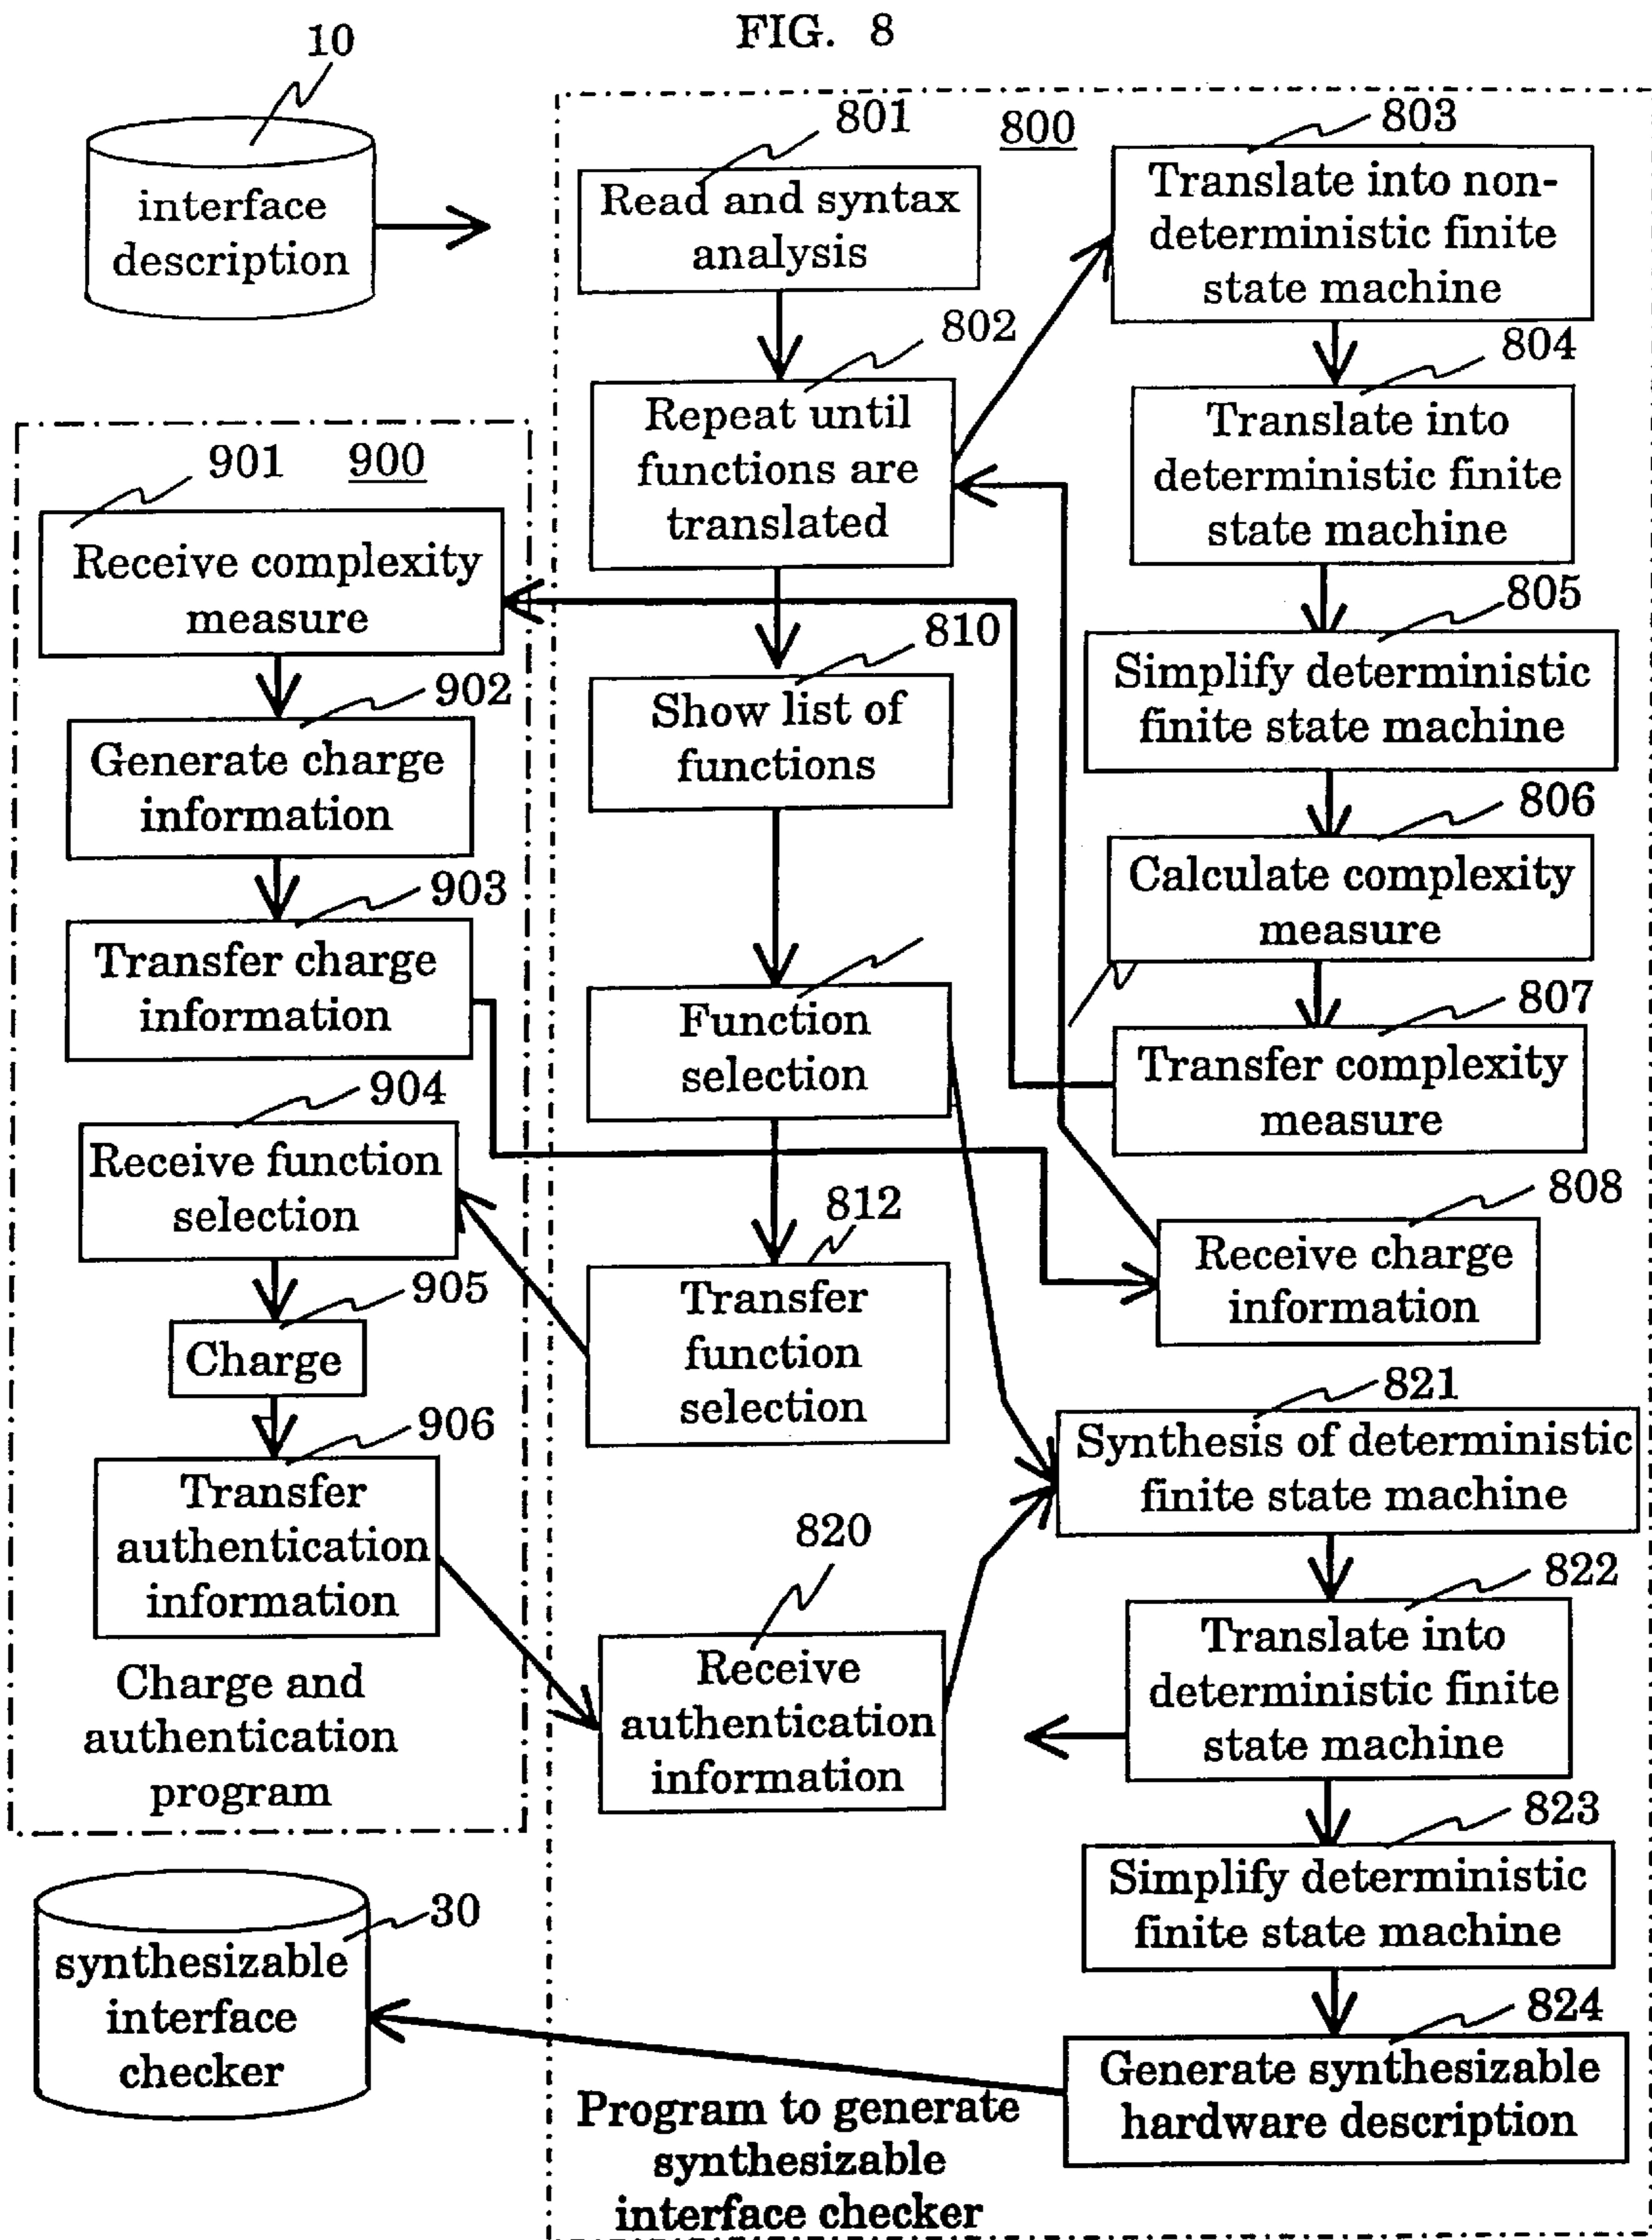 FIG. 8
10
interface
description
800
801
Read and syntax
analysis
802
Repeat until
functions are
translated
803
Translate into non-
deterministic finite
state machine
804
Translate into
deterministic finite
state machine
805
Simplify deterministic
finite state machine
806
Calculate complexity
measure
807
Transfer complexity
measure
808
Receive charge
information
810
Show list of
functions
Function
selection
812
Transfer
function
selection
900
901
Receive complexity
measure
902
Generate charge
information
903
Transfer charge
information
904
Receive function
selection
905
Charge
906
Transfer
authentication
information
Charge and
authentication
program
820
Receive
authentication
information
821
Synthesis of deterministic
finite state machine
822
Translate into
deterministic finite
state machine
823
Simplify deterministic
finite state machine
824
Generate synthesizable
hardware description
Program to generate
synthesizable
interface checker
30
synthesizable
interface
checker